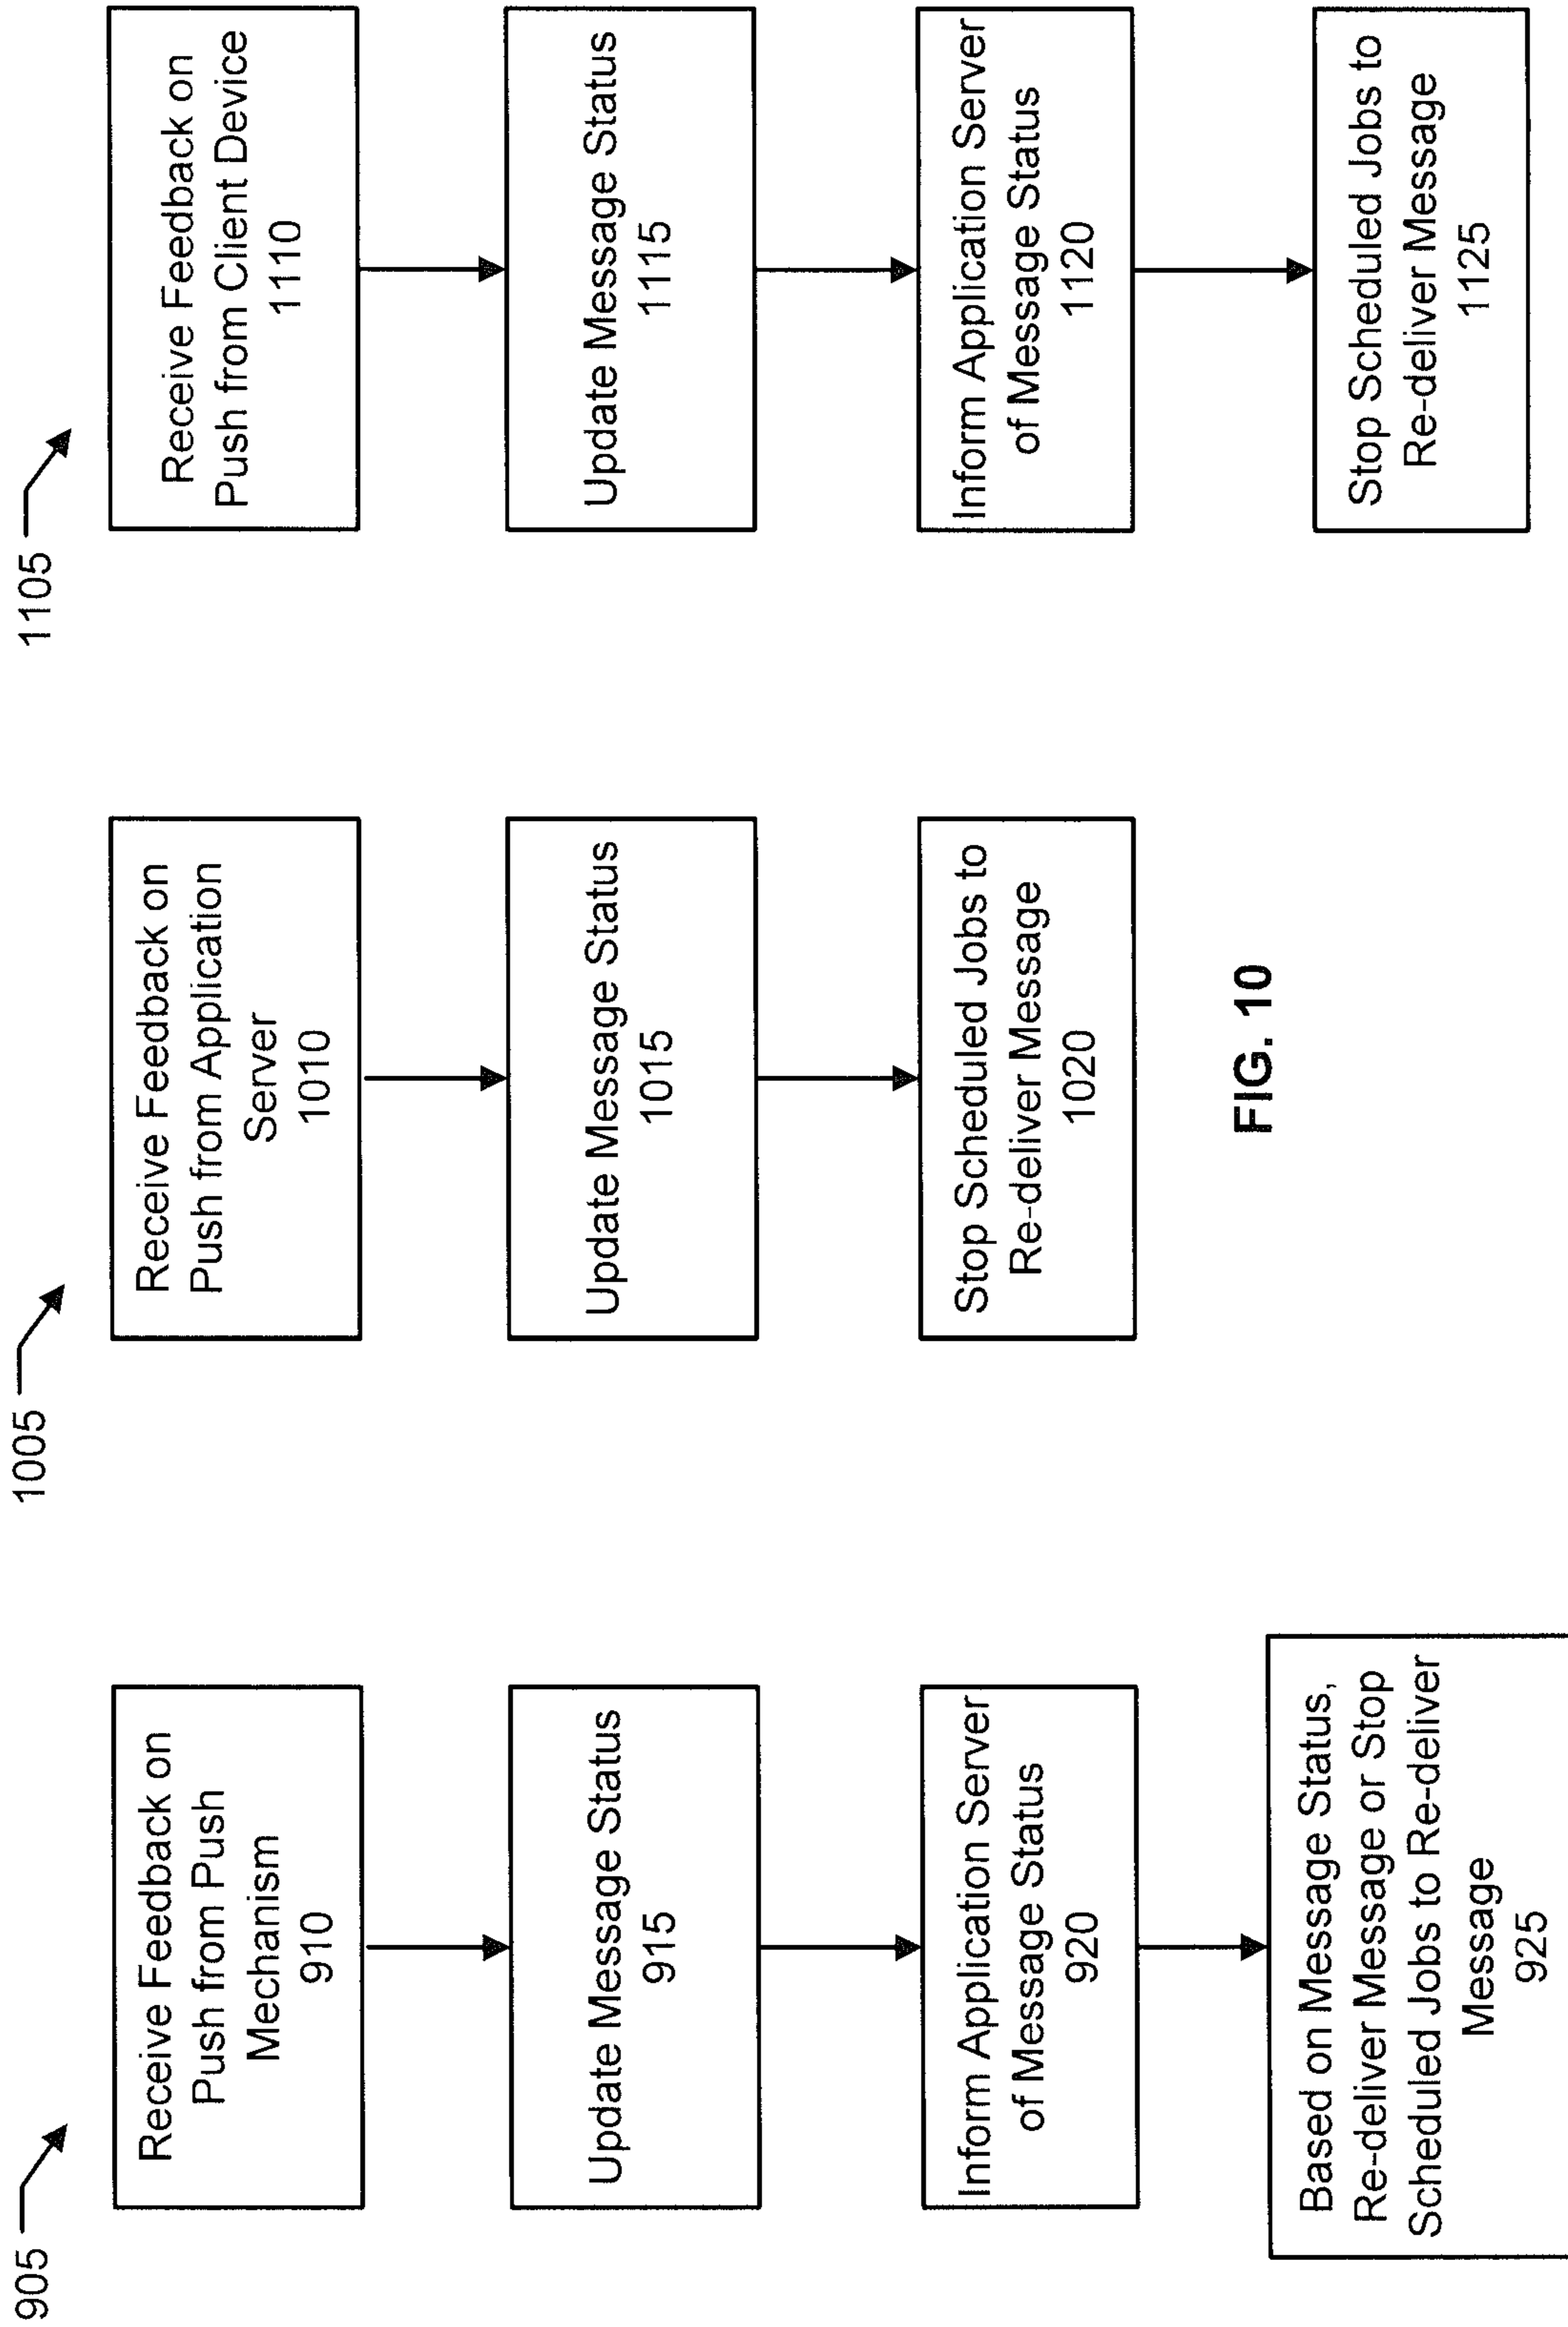 905
Receive Feedback on
Push from Push
Mechanism
910
Update Message Status
915
Inform Application Server
of Message Status
920
Based on Message Status,
Re-deliver Message or Stop
Scheduled Jobs to Re-deliver
Message
925
1005
Receive Feedback on
Push from Application
Server
1010
Update Message Status
1015
Stop Scheduled Jobs to
Re-deliver Message
1020
FIG. 10
1105
Receive Feedback on
Push from Client Device
1110
Update Message Status
1115
Inform Application Server
of Message Status
1120
Stop Scheduled Jobs to
Re-deliver Message
1125